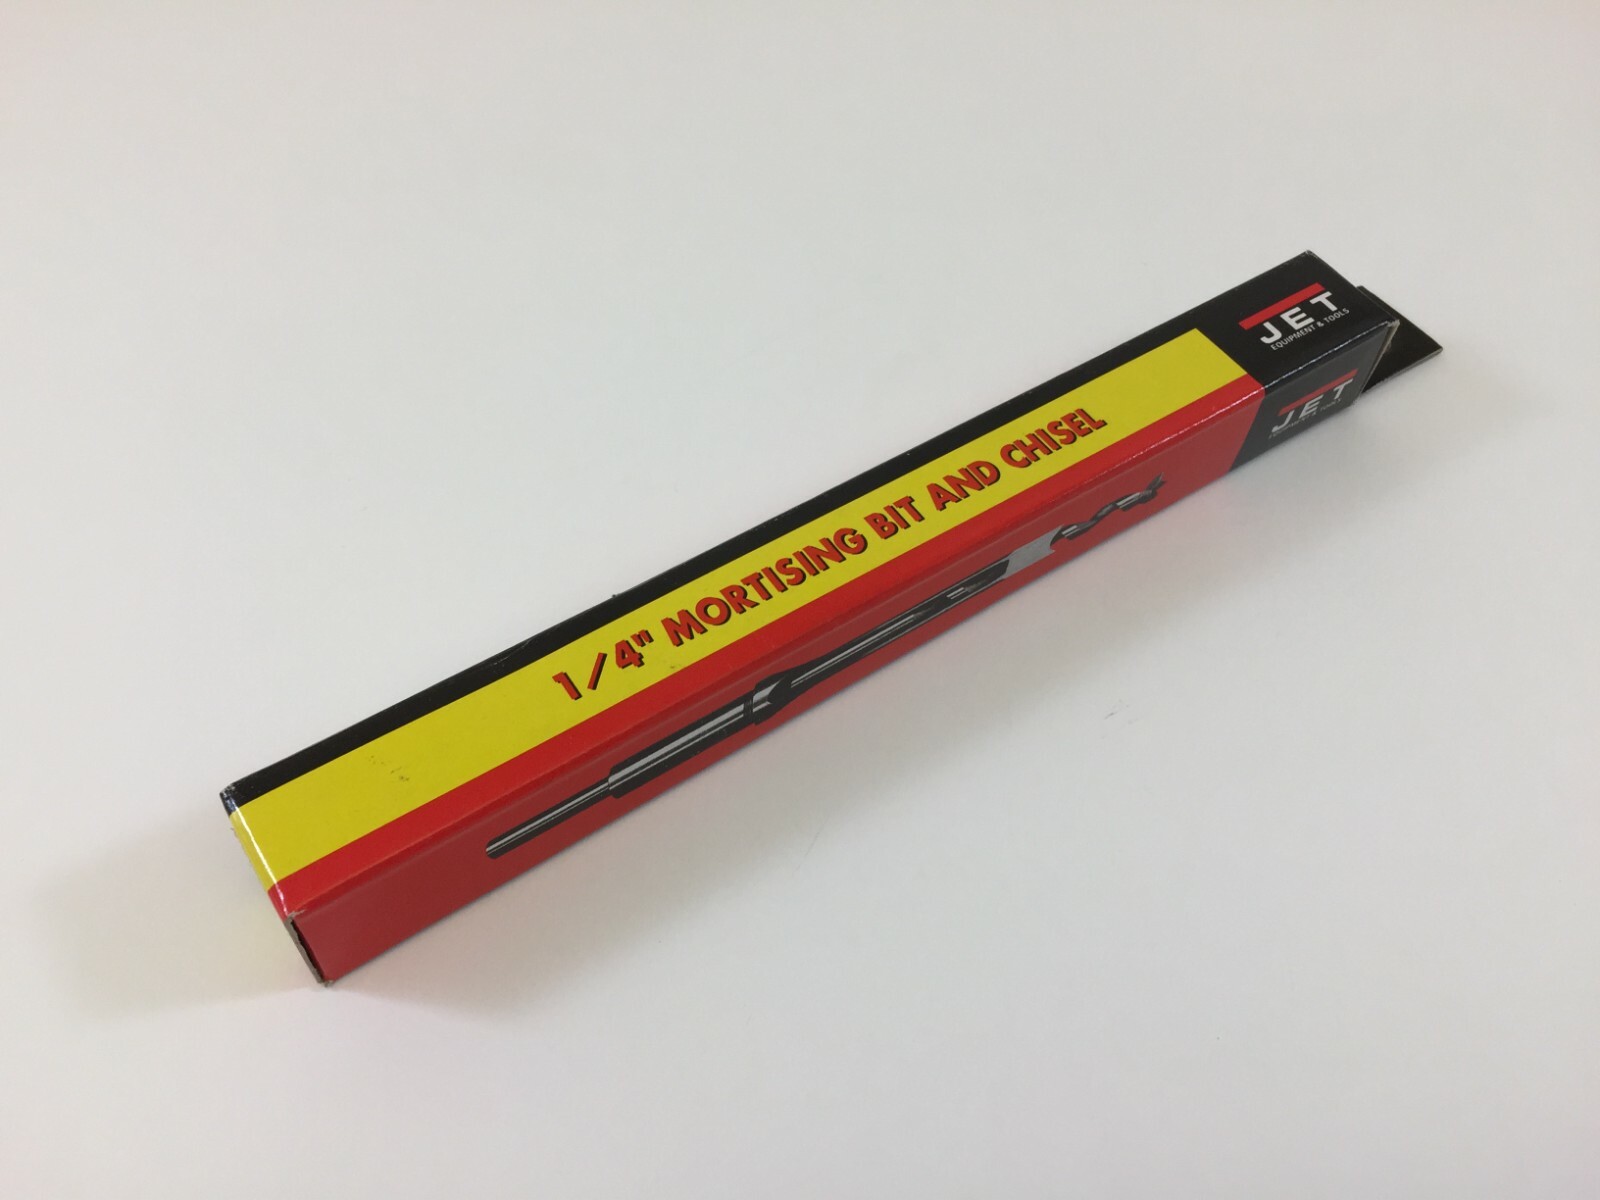 JET
EQUIPMENT & TOOLS
1/4" MORTISING BIT AND CHISEL
JET
EQUIPMENT & TOOLS